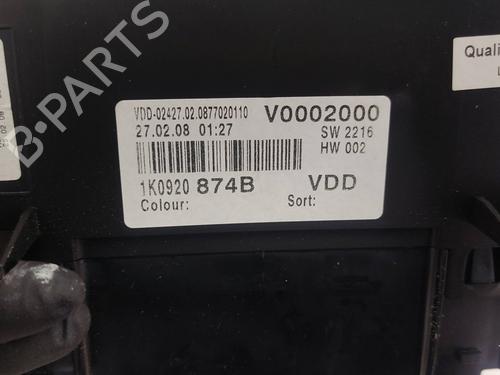 VDD-02427.02.0877020110 V0002000
27.02.08 01:27 SW 2216
HW 002
1K0920 874B VDD
Colour: Sort:
Quali
B-PARTS